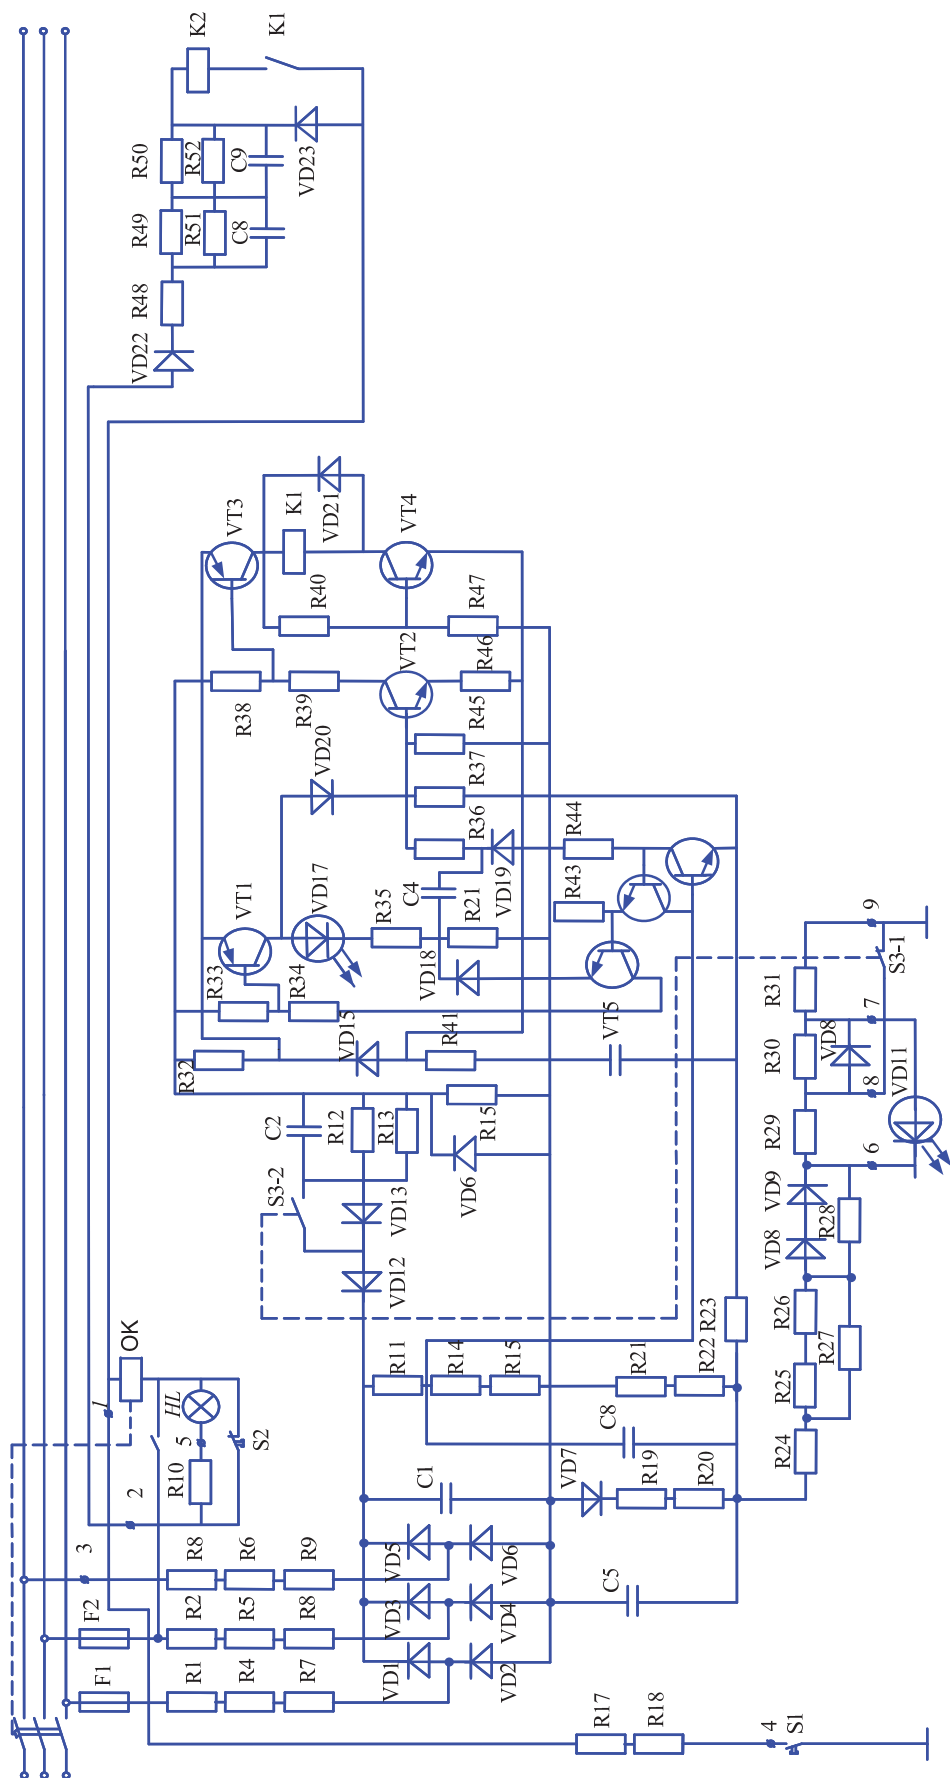 K2
K1
R50
R52
C9
VD23
R49
R51
C8
R48
VD22
VT3
K1
VD21
VT4
R40
R47
VT2
R46
R38
R39
R45
VD20
R37
R36
R44
VT1
VD17
C4
R35
R21
VD19
R43
9
R33
R34
VD18
S3-1
R31
VD15
R41
VT5
7
R32
R30
VD8
8
VD11
C2
R12
R13
R15
R29
6
S3-2
VD6
VD13
VD9
VD12
VD8
R28
R23
R26
OK
R11
R14
R15
R21
R22
R27
1
HL
R25
5
S2
C8
R24
R10
C1
VD7
R19
R20
2
3
R8
R6
R9
VD5
VD6
F2
R2
R5
R8
VD3
VD4
C5
F1
R1
R4
R7
VD1
VD2
R17
R18
4
S1